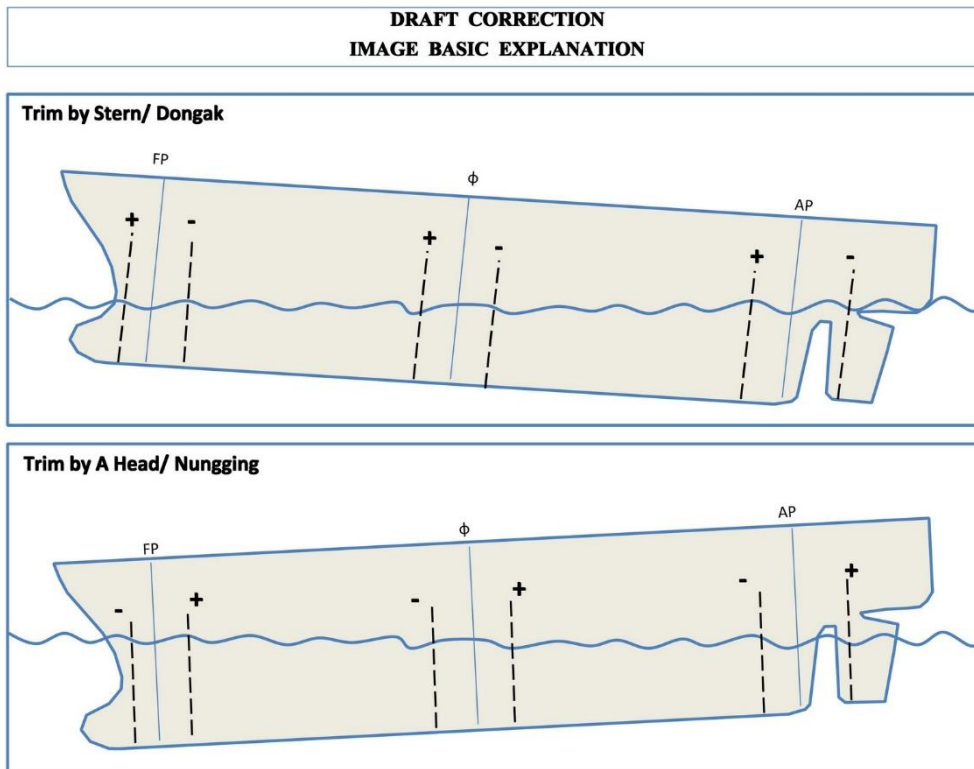 DRAFT CORRECTION
IMAGE BASIC EXPLANATION
Trim by Stern/ Dongak
FP
ϕ
AP
+
-
+
-
+
-
Trim by A Head/ Nungging
FP
ϕ
AP
-
+
-
+
-
+